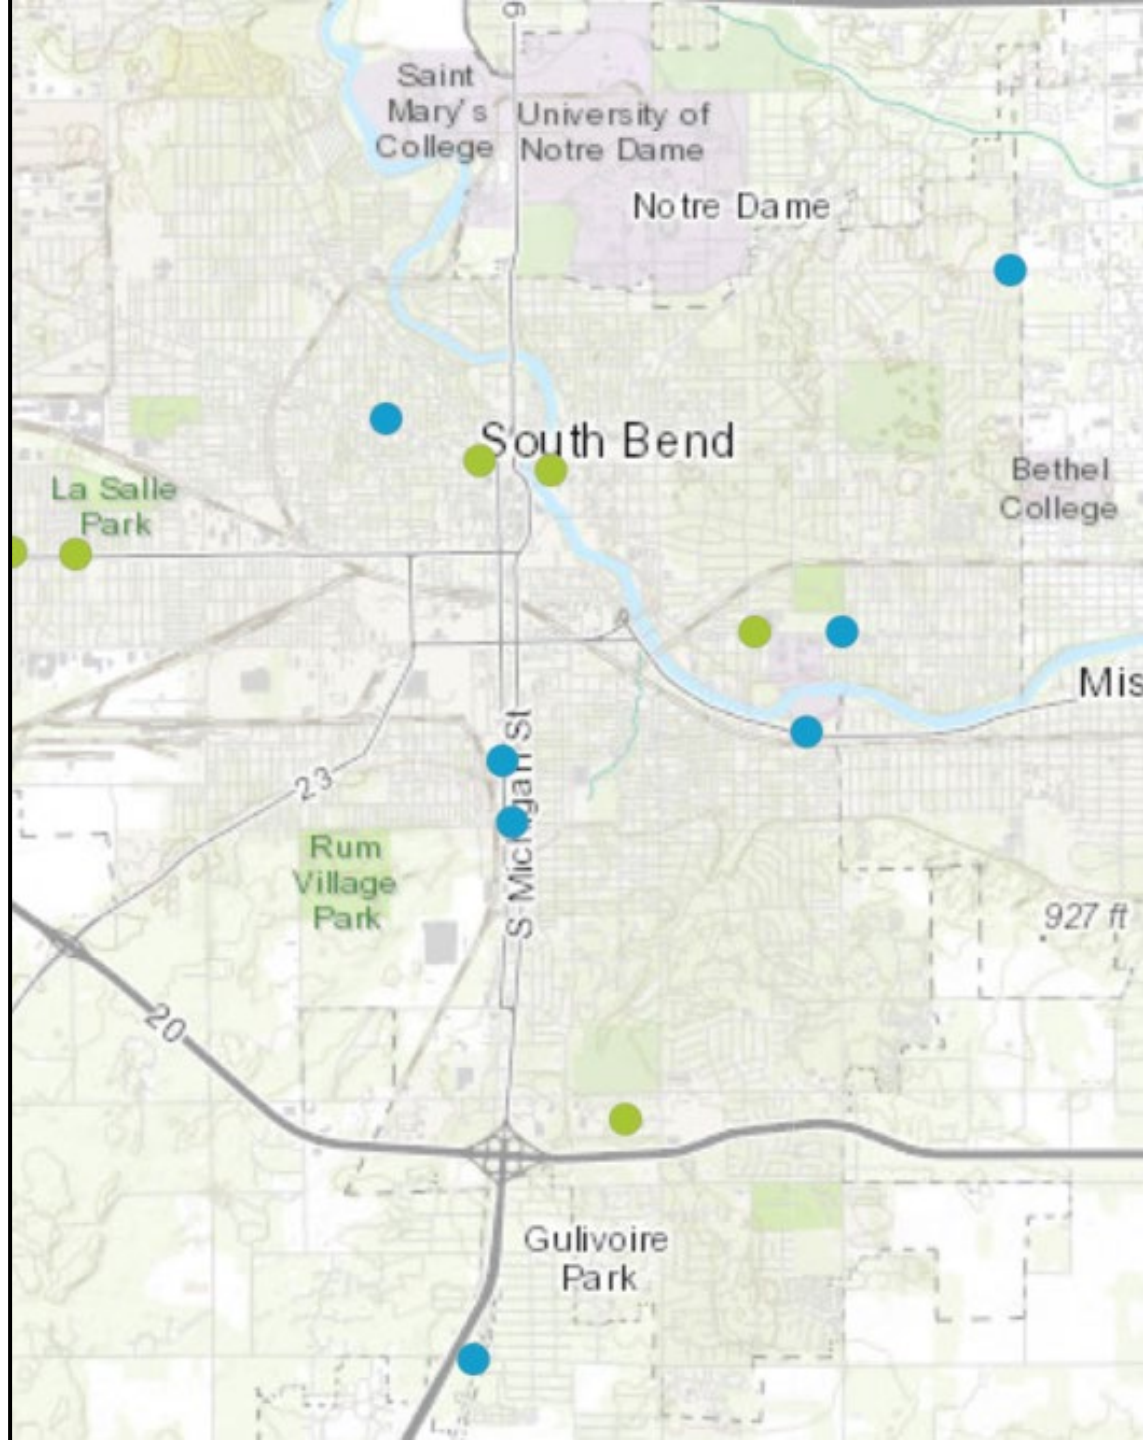 Saint
Mary's
College
University of
Notre Dame
Notre Dame
South Bend
Bethel
College
La Salle
Park
Mis
S Michigan St
23
Rum
Village
Park
927 ft
20
Gulivoire
Park